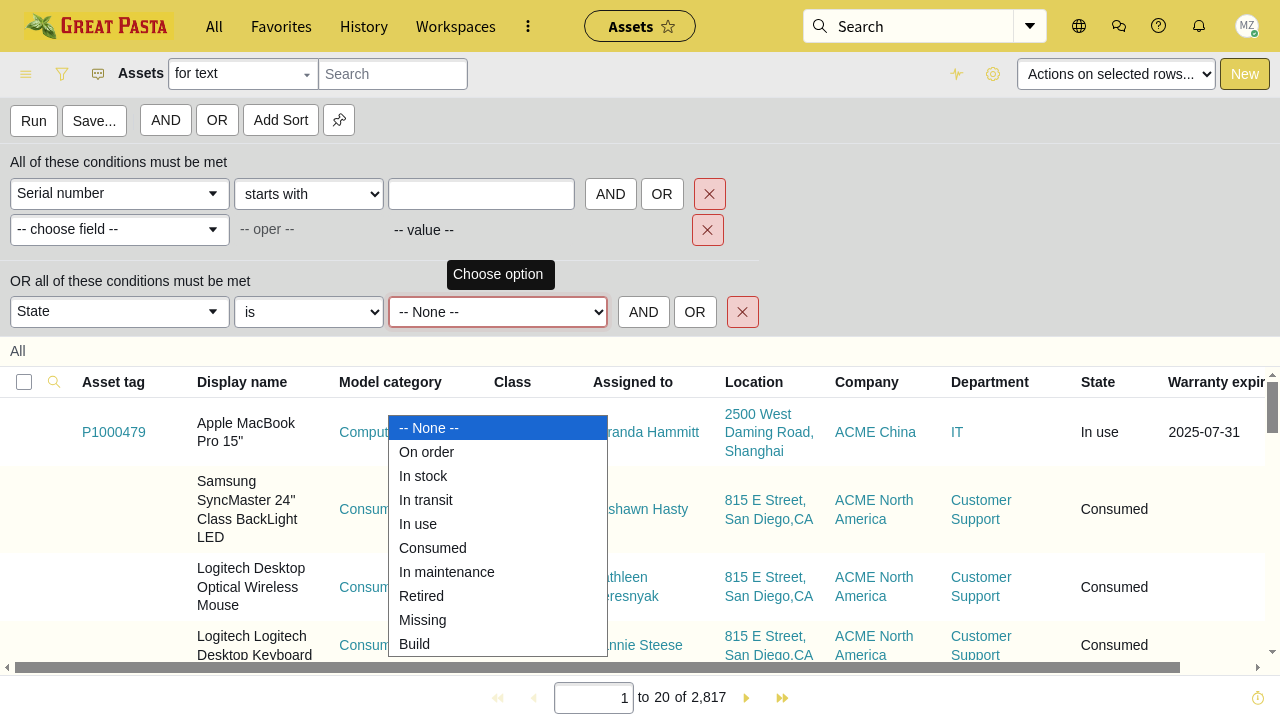 GREAT PASTA All Favorites History Workspaces Assets Search MZ
Assets for text Search Actions on selected rows... New
Run Save... AND OR Add Sort
All of these conditions must be met
Serial number starts with AND OR
-- choose field -- -- oper -- -- value --
Choose option
OR all of these conditions must be met
State is -- None -- AND OR
All
Asset tag Display name Model category Class Assigned to Location Company Department State Warranty expir
P1000479
Apple MacBook
Pro 15"
Comput
randa Hammitt
2500 West
Daming Road,
Shanghai
ACME China
IT
In use
2025-07-31
Samsung
SyncMaster 24"
Class BackLight
LED
Consum
shawn Hasty
815 E Street,
San Diego,CA
ACME North
America
Customer
Support
Consumed
Logitech Desktop
Optical Wireless
Mouse
Consum
athleen
eresnyak
815 E Street,
San Diego,CA
ACME North
America
Customer
Support
Consumed
Logitech Logitech
Desktop Keyboard
Consum
nnie Steese
815 E Street,
San Diego,CA
ACME North
America
Customer
Support
Consumed
-- None --
On order
In stock
In transit
In use
Consumed
In maintenance
Retired
Missing
Build
1 to 20 of 2,817